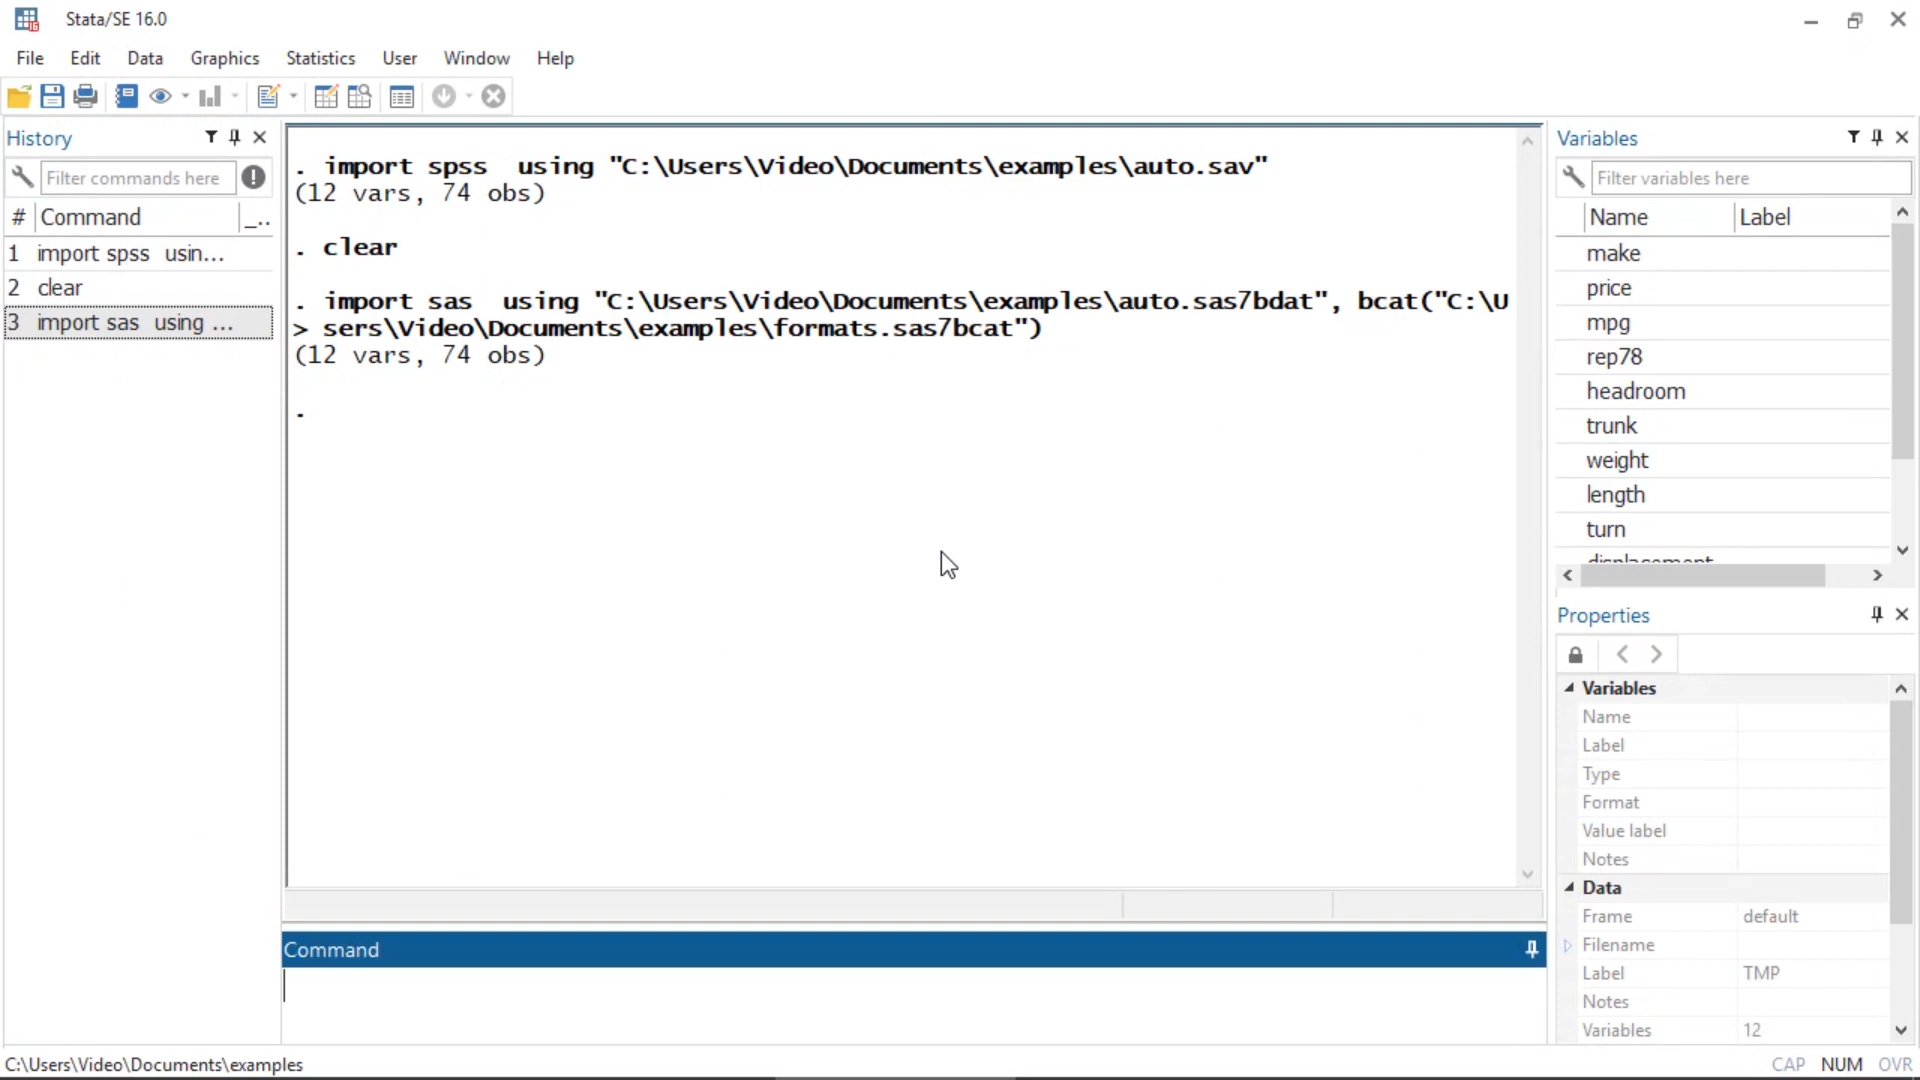 Stata/SE 16.0
File Edit Data Graphics Statistics User Window Help
History
Filter commands here
# Command _..
1 import spss usin...
2 clear
3 import sas using ...
. import spss  using "C:\Users\Video\Documents\examples\auto.sav"
(12 vars, 74 obs)
. clear
. import sas  using "C:\Users\Video\Documents\examples\auto.sas7bdat", bcat("C:\U
> sers\Video\Documents\examples\formats.sas7bcat")
(12 vars, 74 obs)
.
Command
Variables
Filter variables here
Name Label
make
price
mpg
rep78
headroom
trunk
weight
length
turn
displacement
Properties
Variables
Name
Label
Type
Format
Value label
Notes
Data
Frame default
Filename
Label TMP
Notes
Variables 12
C:\Users\Video\Documents\examples
CAP NUM OVR